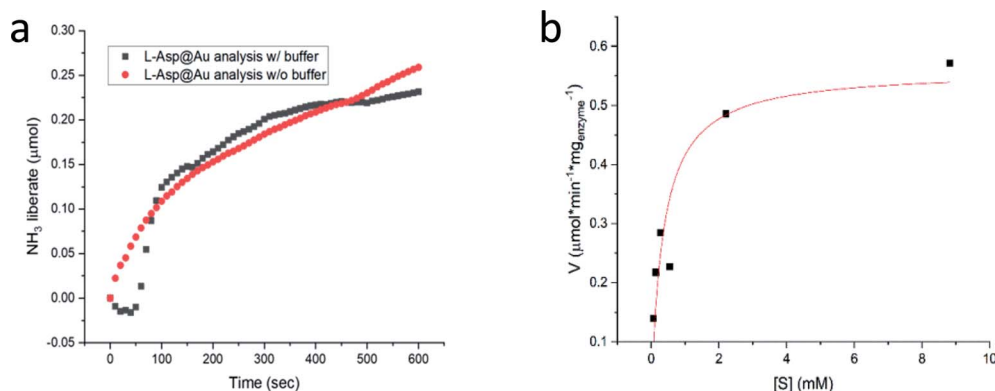 a
NH₃ liberate (μmol)
0.30
0.25
0.20
0.15
0.10
0.05
0.00
-0.05
L-Asp@Au analysis w/ buffer
L-Asp@Au analysis w/o buffer
0 100 200 300 400 500 600
Time (sec)
b
V (μmol*min⁻¹*mgenzyme⁻¹)
0.6
0.5
0.4
0.3
0.2
0.1
0 2 4 6 8 10
[S] (mM)